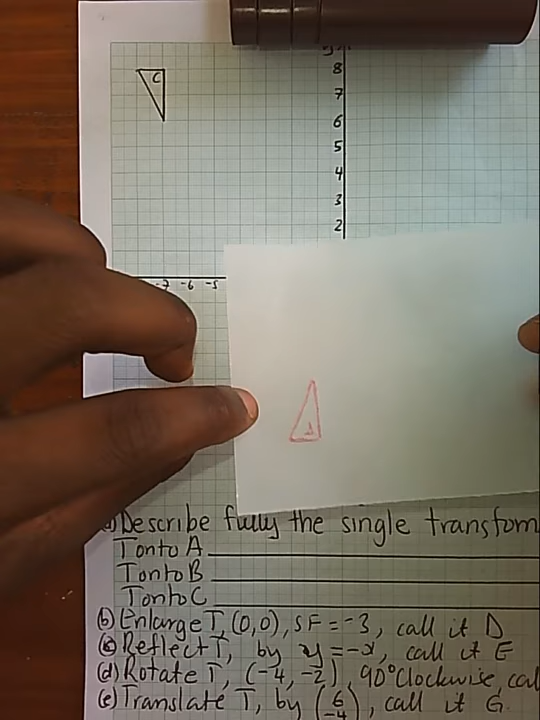 C
8
7
6
5
4
3
2
-7 -6 -5
Describe fully the single transform
T onto A
T onto B
T onto C
(b) Enlarge T, (0,0), SF = -3, call it D
(c) Reflect T, by y = -x, call it E
(d) Rotate T, (-4, -2), 90° Clockwise, cal
(e) Translate T, by (6 -4), call it G.